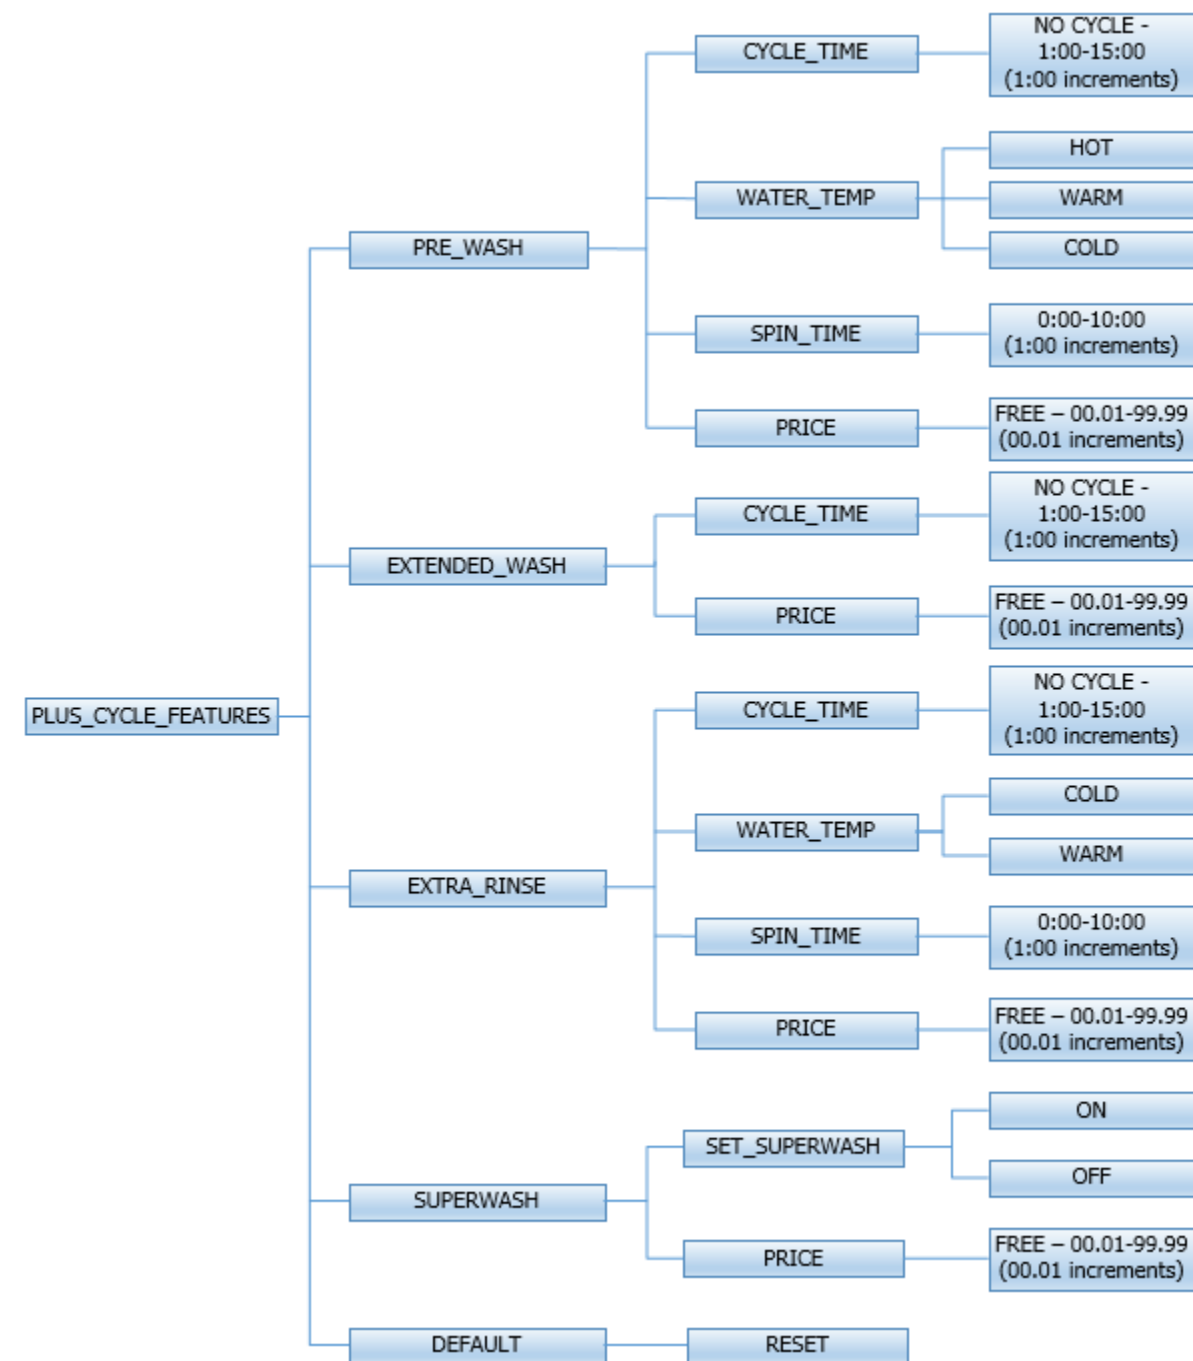 PLUS_CYCLE_FEATURES
PRE_WASH
CYCLE_TIME
NO CYCLE -
1:00-15:00
(1:00 increments)
WATER_TEMP
HOT
WARM
COLD
SPIN_TIME
0:00-10:00
(1:00 increments)
PRICE
FREE – 00.01-99.99
(00.01 increments)
EXTENDED_WASH
CYCLE_TIME
NO CYCLE -
1:00-15:00
(1:00 increments)
PRICE
FREE – 00.01-99.99
(00.01 increments)
EXTRA_RINSE
CYCLE_TIME
NO CYCLE -
1:00-15:00
(1:00 increments)
WATER_TEMP
COLD
WARM
SPIN_TIME
0:00-10:00
(1:00 increments)
PRICE
FREE – 00.01-99.99
(00.01 increments)
SUPERWASH
SET_SUPERWASH
ON
OFF
PRICE
FREE – 00.01-99.99
(00.01 increments)
DEFAULT
RESET